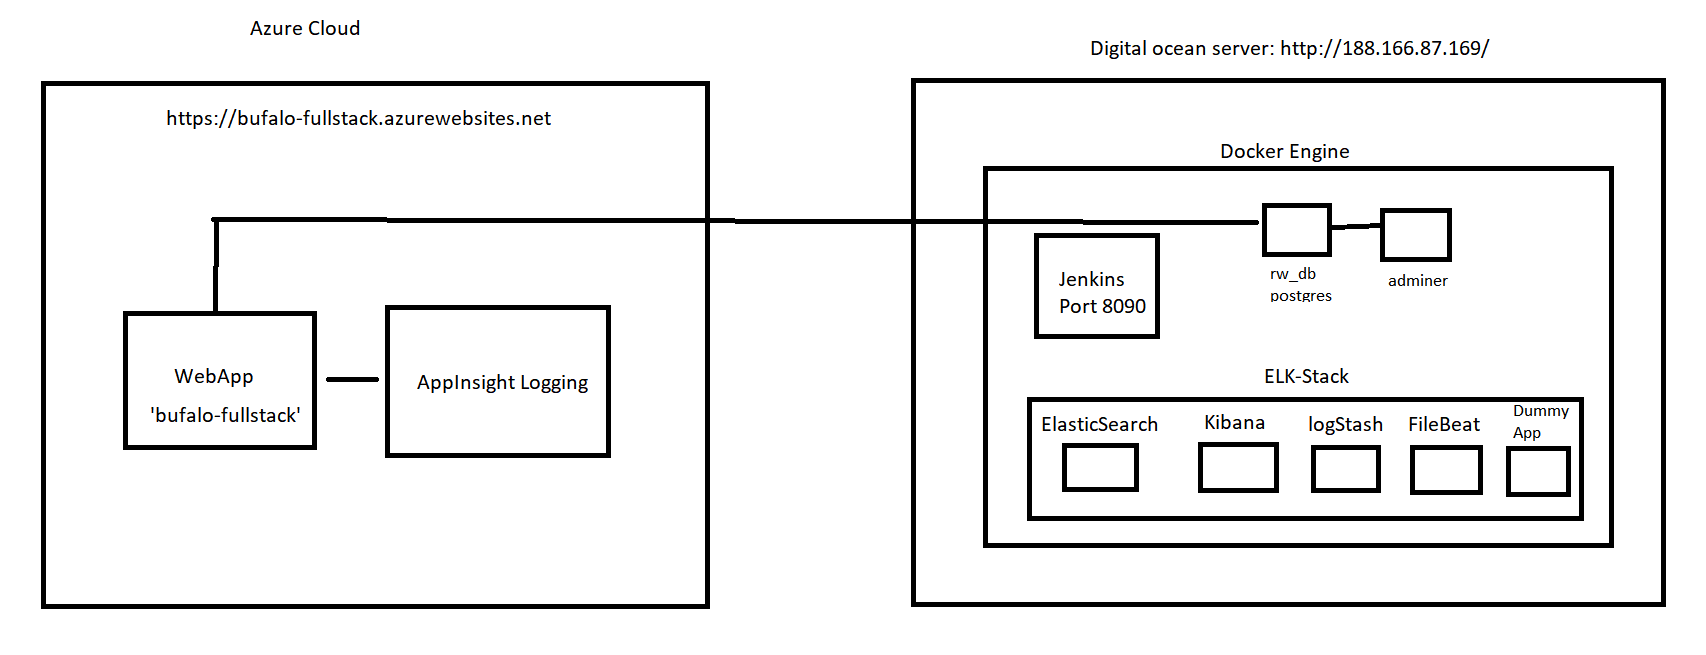 Azure Cloud
https://bufalo-fullstack.azurewebsites.net
WebApp
'bufalo-fullstack'
AppInsight Logging
Digital ocean server: http://188.166.87.169/
Docker Engine
Jenkins
Port 8090
rw_db
postgres
adminer
ELK-Stack
ElasticSearch
Kibana
logStash
FileBeat
Dummy
App